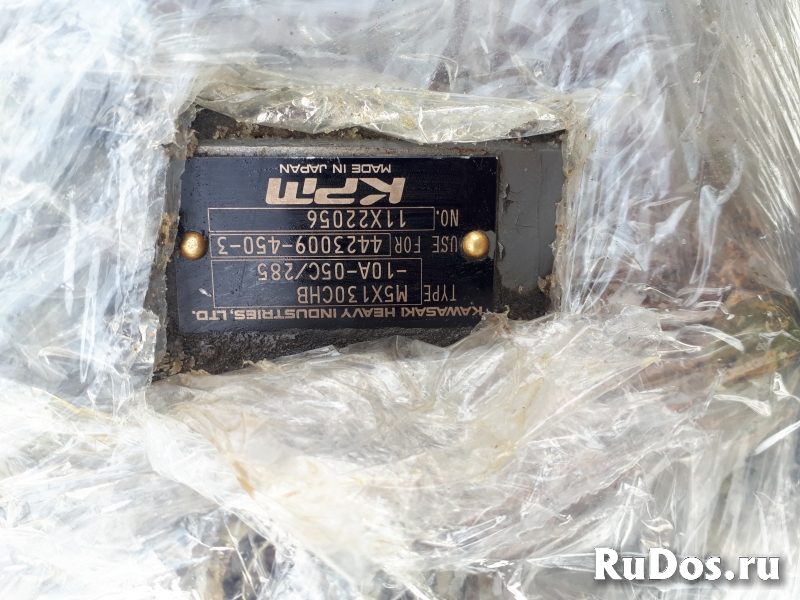 KAWASAKI HEAVY INDUSTRIES, LTD.
TYPE M5X130CHB
-10A-05C/285
USE FOR 4423009-450-3
NO. 11X22056
KPM
MADE IN JAPAN
RuDos.ru